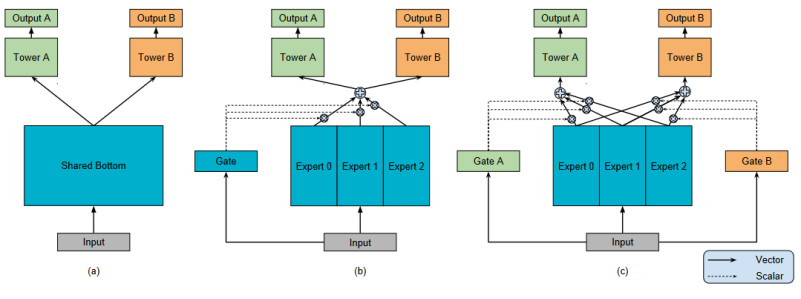 Output A
Output B
Tower A
Tower B
Shared Bottom
Input
(a)
Output A
Output B
Tower A
Tower B
Gate
Expert 0
Expert 1
Expert 2
Input
(b)
Output A
Output B
Tower A
Tower B
Gate A
Expert 0
Expert 1
Expert 2
Gate B
Input
(c)
Vector
Scalar